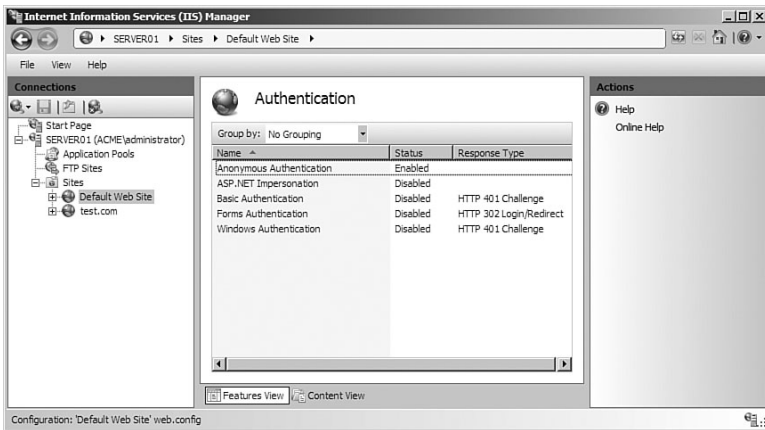 Internet Information Services (IIS) Manager
SERVER01 Sites Default Web Site
File View Help
Connections
Start Page
SERVER01 (ACME\administrator)
Application Pools
FTP Sites
Sites
Default Web Site
test.com
Authentication
Group by: No Grouping
Name Status Response Type
Anonymous Authentication Enabled
ASP.NET Impersonation Disabled
Basic Authentication Disabled HTTP 401 Challenge
Forms Authentication Disabled HTTP 302 Login/Redirect
Windows Authentication Disabled HTTP 401 Challenge
Features View Content View
Actions
Help
Online Help
Configuration: 'Default Web Site' web.config